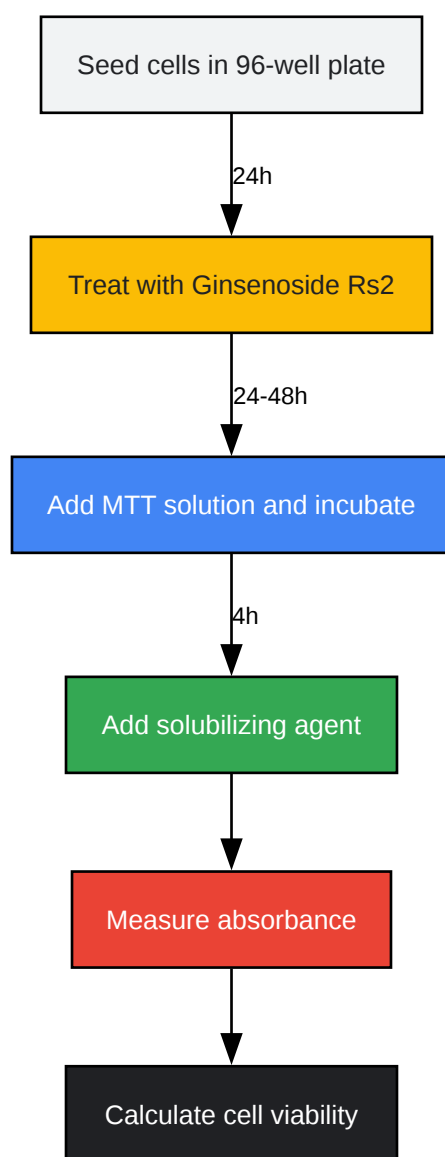 Seed cells in 96-well plate
24h
Treat with Ginsenoside Rs2
24-48h
Add MTT solution and incubate
4h
Add solubilizing agent
Measure absorbance
Calculate cell viability